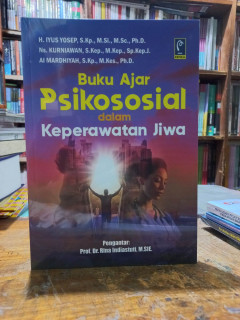 H. IYUS YOSEP, S.Kp., M.Si., M.Sc., Ph.D.
Ns. KURNIAWAN, S.Kep., M.Kep., Sp.Kep.J.
AI MARDHIYAH, S.Kp., M.Kes., Ph.D.
Buku Ajar
Psikososial
dalam
Keperawatan Jiwa
Pengantar:
Prof. Dr. Rina Indiastuti, M.SIE.